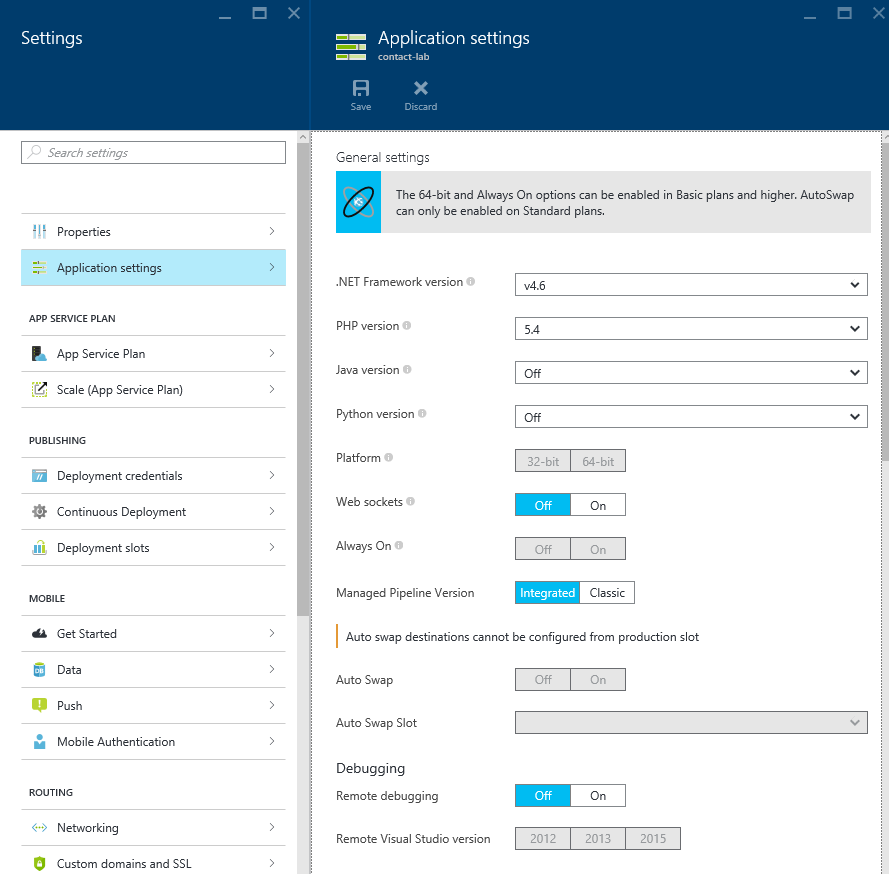 Settings
Search settings
Properties
Application settings
APP SERVICE PLAN
App Service Plan
Scale (App Service Plan)
PUBLISHING
Deployment credentials
Continuous Deployment
Deployment slots
MOBILE
Get Started
Data
Push
Mobile Authentication
ROUTING
Networking
Custom domains and SSL
Application settings
contact-lab
Save Discard
General settings
The 64-bit and Always On options can be enabled in Basic plans and higher. AutoSwap
can only be enabled on Standard plans.
.NET Framework version v4.6
PHP version 5.4
Java version Off
Python version Off
Platform 32-bit 64-bit
Web sockets Off On
Always On Off On
Managed Pipeline Version Integrated Classic
Auto swap destinations cannot be configured from production slot
Auto Swap Off On
Auto Swap Slot
Debugging
Remote debugging Off On
Remote Visual Studio version 2012 2013 2015